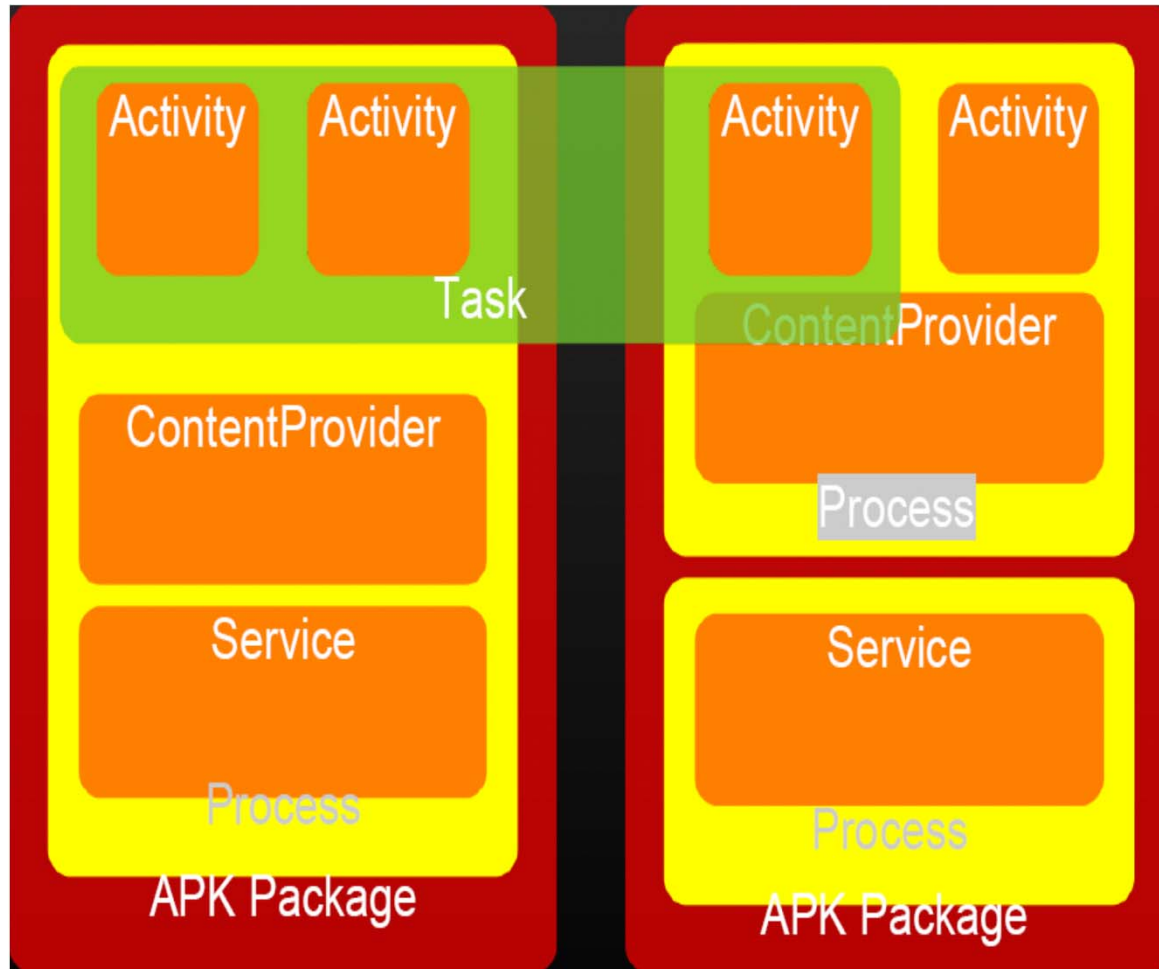 Activity
Activity
Task
ContentProvider
Service
Process
APK Package
Activity
Activity
ContentProvider
Process
Service
Process
APK Package